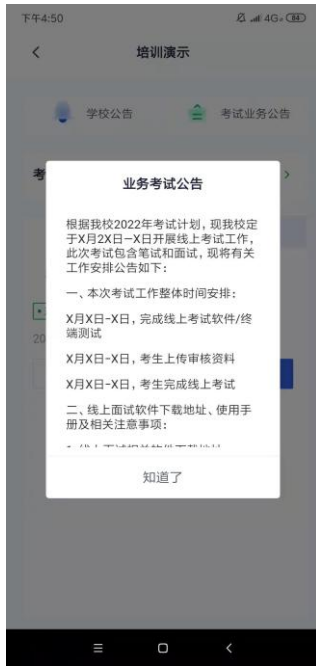 下午4:50
4G
84
培训演示
学校公告
考试业务公告
考
业务考试公告
根据我校2022年考试计划，现我校定
于X月2X日—X日开展线上考试工作，
此次考试包含笔试和面试，现将有关
工作安排公告如下：
一、本次考试工作整体时间安排：
X月X日-X日，完成线上考试软件/终
端测试
X月X日-X日，考生上传审核资料
X月X日-X日，考生完成线上考试
二、线上面试软件下载地址、使用手
册及相关注意事项：
20
知道了